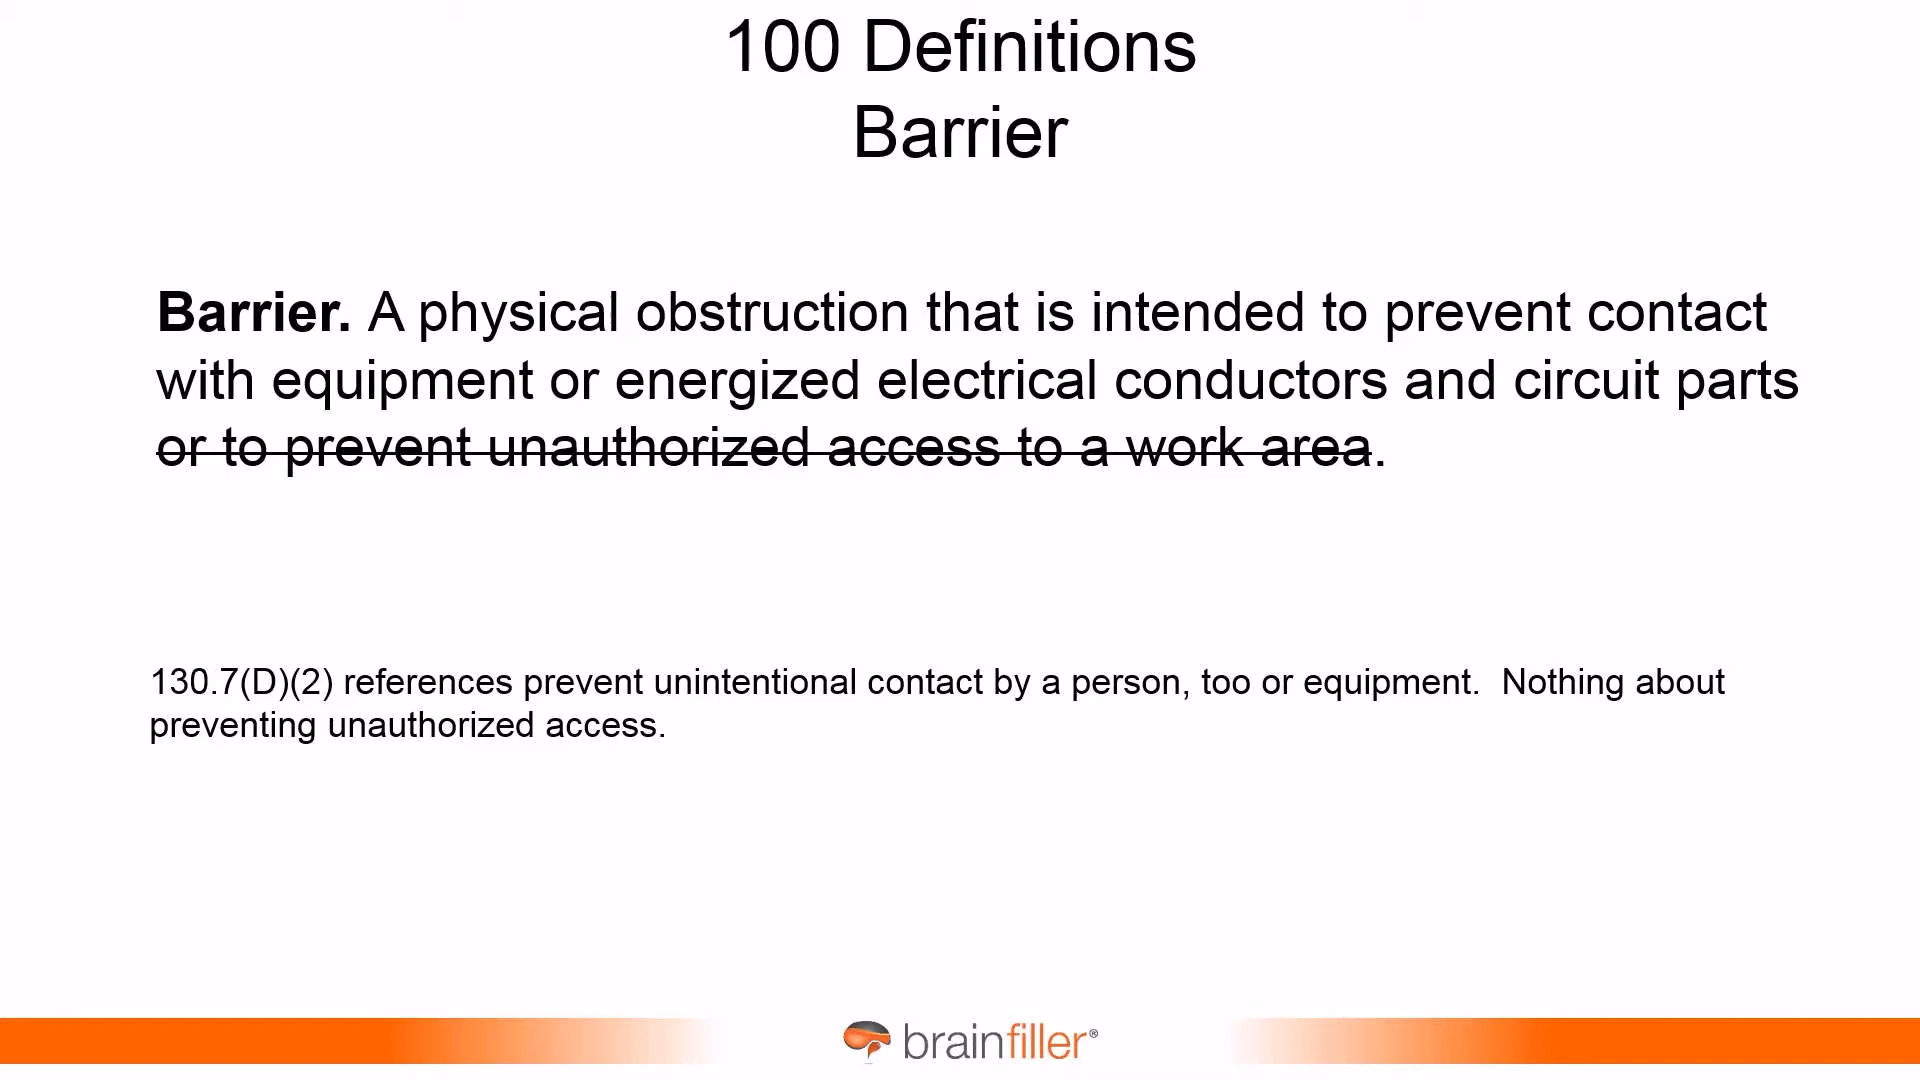 100 Definitions
Barrier
Barrier. A physical obstruction that is intended to prevent contact
with equipment or energized electrical conductors and circuit parts
or to prevent unauthorized access to a work area.
130.7(D)(2) references prevent unintentional contact by a person, too or equipment.  Nothing about
preventing unauthorized access.
brainfiller®